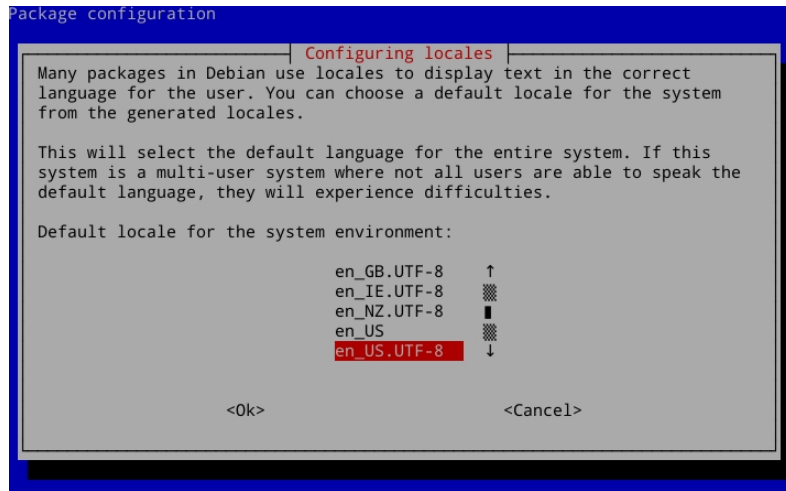 Package configuration
Configuring locales
Many packages in Debian use locales to display text in the correct
language for the user. You can choose a default locale for the system
from the generated locales.
This will select the default language for the entire system. If this
system is a multi-user system where not all users are able to speak the
default language, they will experience difficulties.
Default locale for the system environment:
en_GB.UTF-8 ↑
en_IE.UTF-8
en_NZ.UTF-8
en_US
en_US.UTF-8 ↓
<Ok> <Cancel>